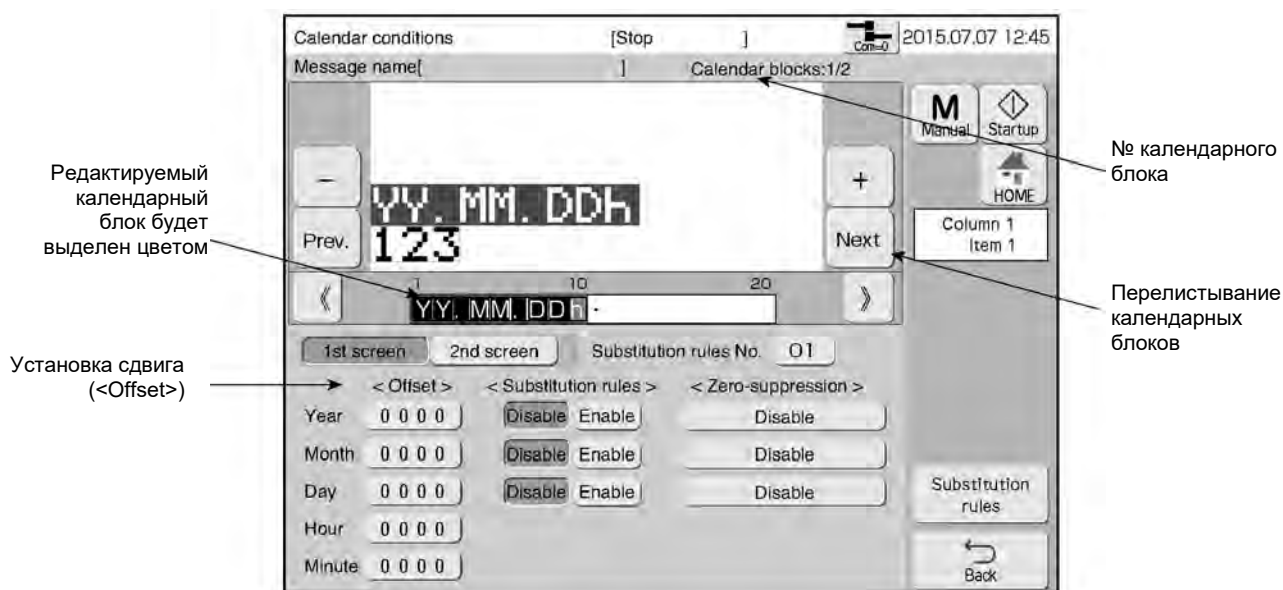 Calendar conditions [Stop ] Com=0 2015.07.07 12:45
Message name[ ] Calendar blocks:1/2
M
Manual
Startup
HOME
№ календарного
блока
Редактируемый
календарный
блок будет
выделен цветом
−
+
YY.MM.DDh
Prev.
123
Next
Column 1
Item 1
1 10 20
《
YY.MM.DDh·
》
Перелистывание
календарных
блоков
1st screen 2nd screen Substitution rules No. 01
Установка сдвига
(<Offset>)
< Offset > < Substitution rules > < Zero-suppression >
Year 0 0 0 0 Disable Enable Disable
Month 0 0 0 0 Disable Enable Disable
Day 0 0 0 0 Disable Enable Disable
Hour 0 0 0 0
Minute 0 0 0 0
Substitution
rules
Back